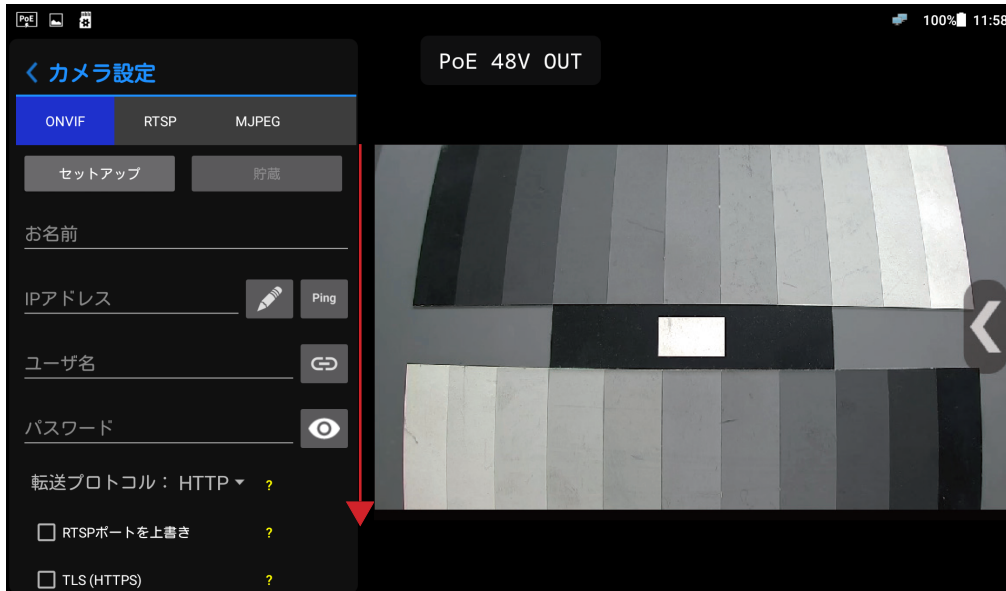 PoE
100% 11:58
カメラ設定
PoE 48V OUT
ONVIF RTSP MJPEG
セットアップ 貯蔵
お名前
IPアドレス Ping
ユーザ名
パスワード
転送プロトコル： HTTP ?
RTSPポートを上書き ?
TLS (HTTPS) ?